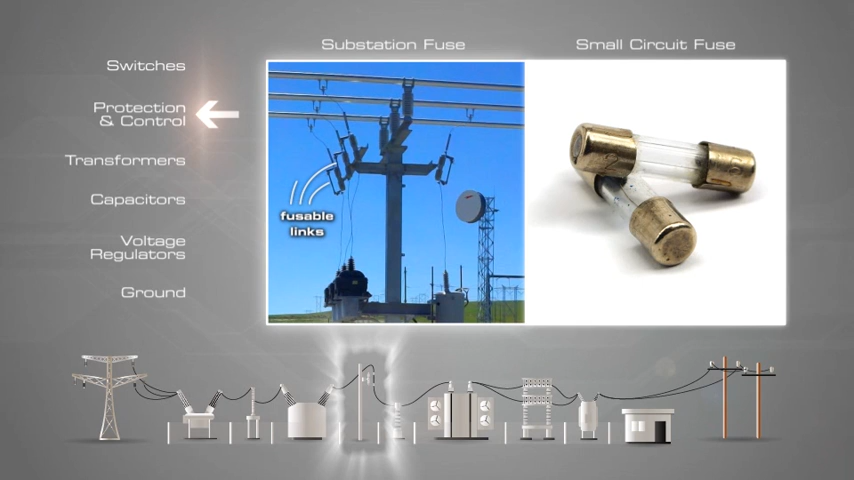 Substation Fuse
Small Circuit Fuse
Switches
Protection
& Control
Transformers
Capacitors
Voltage
Regulators
Ground
fusable
links